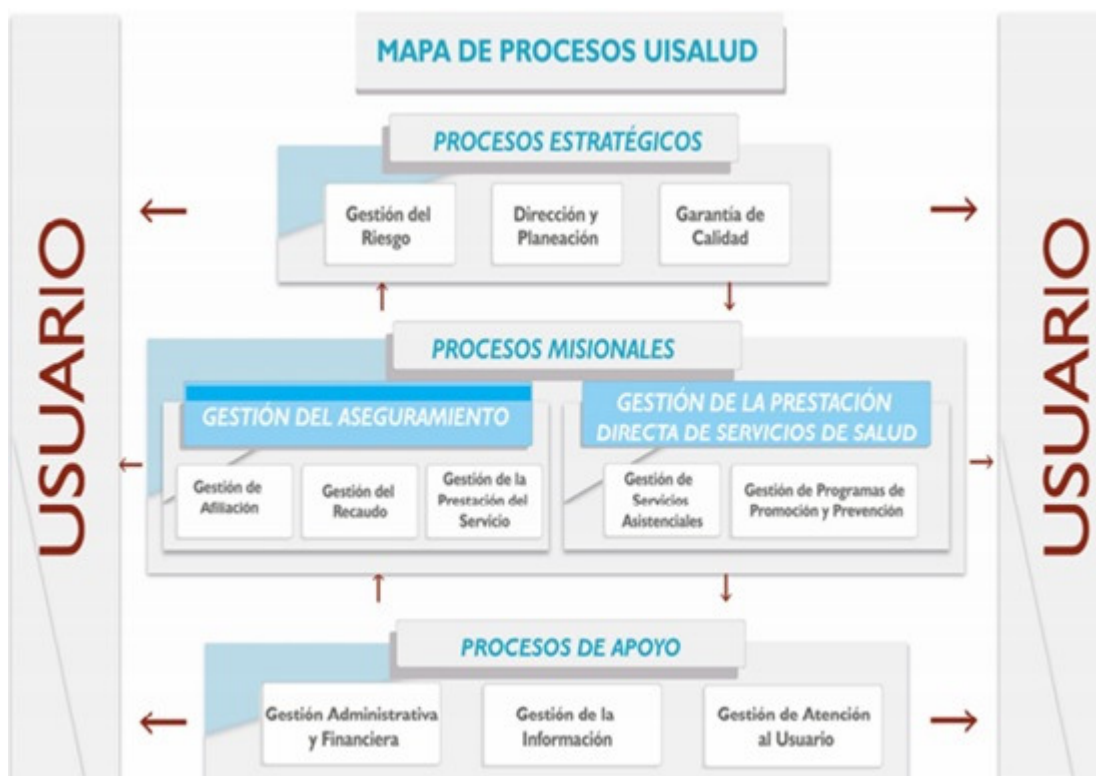 MAPA DE PROCESOS UISALUD
PROCESOS ESTRATÉGICOS
Gestión del
Riesgo
Dirección y
Planeación
Garantía de
Calidad
USUARIO
USUARIO
PROCESOS MISIONALES
GESTIÓN DEL ASEGURAMIENTO
Gestión de
Afiliación
Gestión del
Recaudo
Gestión de la
Prestación del
Servicio
GESTIÓN DE LA PRESTACIÓN
DIRECTA DE SERVICIOS DE SALUD
Gestión de
Servicios
Asistenciales
Gestión de Programas de
Promoción y Prevención
PROCESOS DE APOYO
Gestión Administrativa
y Financiera
Gestión de la
Información
Gestión de Atención
al Usuario